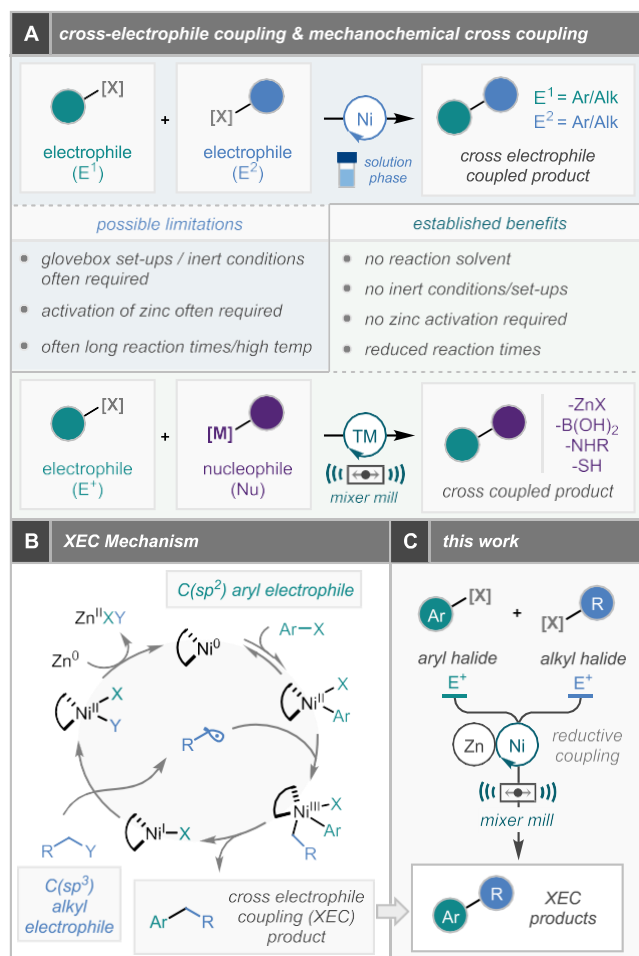 A cross-electrophile coupling & mechanochemical cross coupling
[X]
electrophile
(E¹)
+
[X]
electrophile
(E²)
Ni
solution
phase
E¹ = Ar/Alk
E² = Ar/Alk
cross electrophile
coupled product
possible limitations
glovebox set-ups / inert conditions
often required
activation of zinc often required
often long reaction times/high temp
established benefits
no reaction solvent
no inert conditions/set-ups
no zinc activation required
reduced reaction times
[X]
electrophile
(E⁺)
+
[M]
nucleophile
(Nu)
TM
mixer mill
-ZnX
-B(OH)₂
-NHR
-SH
cross coupled product
B XEC Mechanism
C(sp²) aryl electrophile
ZnᴵᴵXY
Zn⁰
Ni⁰
Ar–X
Niᴵᴵ
X
Y
Niᴵᴵ
X
Ar
R
Niᴵᴵᴵ
X
Ar
R
Niᴵ–X
R
Y
C(sp³)
alkyl
electrophile
Ar
R
cross electrophile
coupling (XEC)
product
C this work
Ar
[X]
+
[X]
R
aryl halide
alkyl halide
E⁺
E⁺
Zn
Ni
reductive
coupling
mixer mill
Ar
R
XEC
products